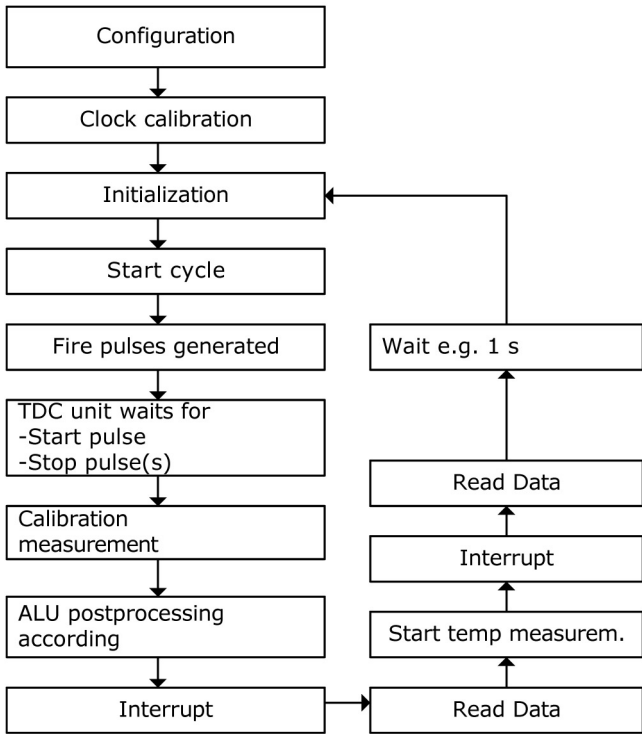 Configuration
Clock calibration
Initialization
Start cycle
Fire pulses generated
TDC unit waits for
-Start pulse
-Stop pulse(s)
Calibration
measurement
ALU postprocessing
according
Interrupt
Read Data
Start temp measurem.
Interrupt
Read Data
Wait e.g. 1 s